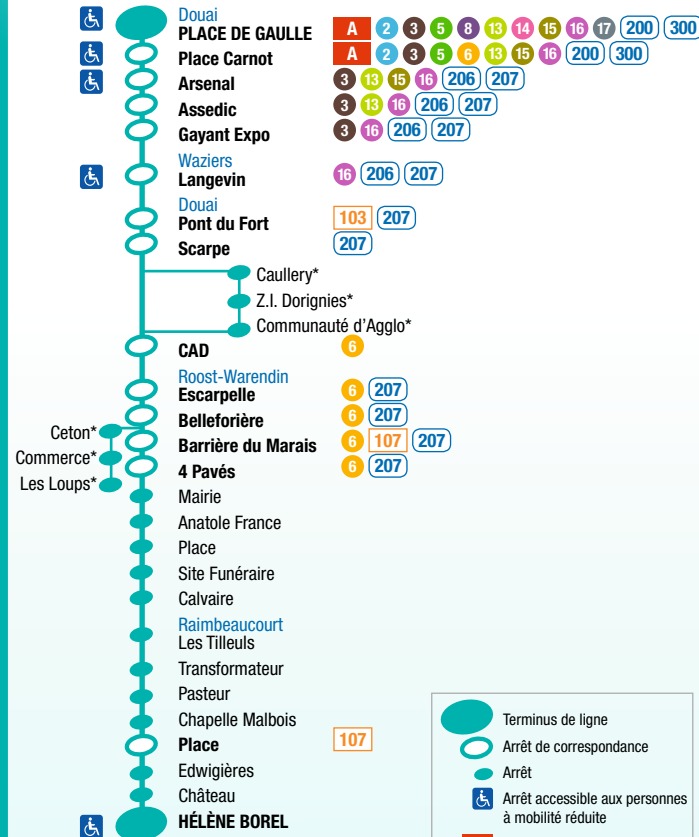 Douai
PLACE DE GAULLE A 2 3 5 8 13 14 15 16 17 200 300
Place Carnot A 2 3 5 6 13 15 16 200 300
Arsenal 3 13 15 16 206 207
Assedic 3 13 16 206 207
Gayant Expo 3 16 206 207
Waziers
Langevin 16 206 207
Douai
Pont du Fort 103 207
Scarpe 207
Caullery*
Z.I. Dorignies*
Communauté d'Agglo*
CAD 6
Roost-Warendin
Escarpelle 6 207
Belleforière 6 207
Ceton*
Barrière du Marais 6 107 207
Commerce*
4 Pavés 6 207
Les Loups*
Mairie
Anatole France
Place
Site Funéraire
Calvaire
Raimbeaucourt
Les Tilleuls
Transformateur
Pasteur
Chapelle Malbois
Place 107
Edwigières
Château
HÉLÈNE BOREL
Terminus de ligne
Arrêt de correspondance
Arrêt
Arrêt accessible aux personnes
à mobilité réduite